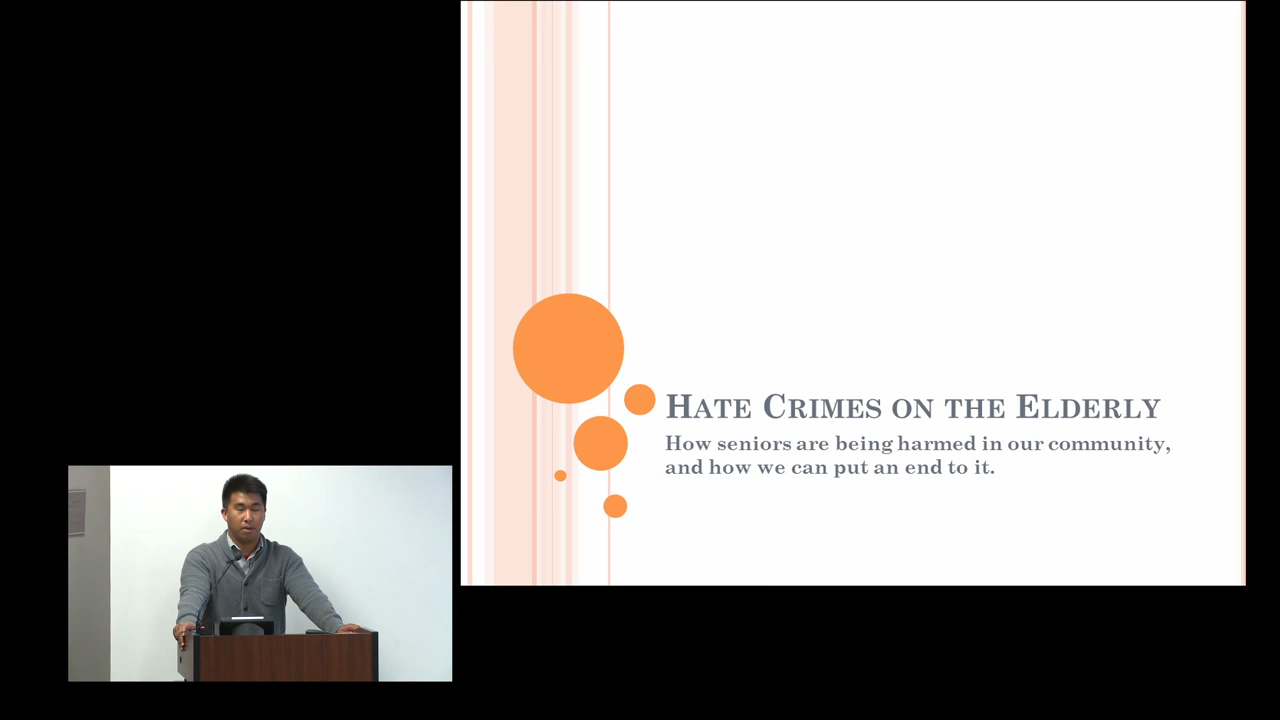 Hate Crimes on the Elderly
How seniors are being harmed in our community,
and how we can put an end to it.